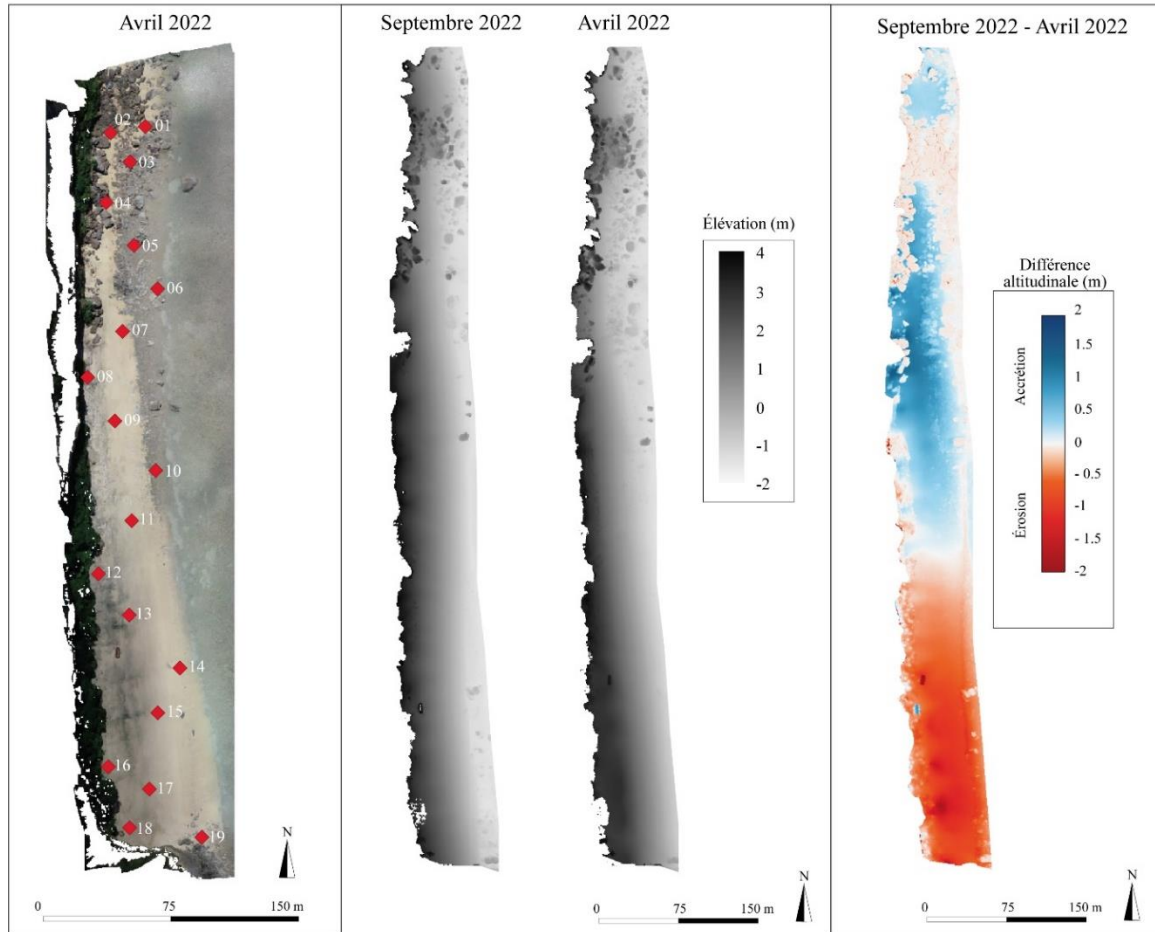 Avril 2022
02
01
03
04
05
06
07
08
09
10
11
12
13
14
15
16
17
18
19
N
0
75
150 m
Septembre 2022
Avril 2022
Élévation (m)
4
3
2
1
0
-1
-2
N
0
75
150 m
Septembre 2022 - Avril 2022
Différence
altitudinale (m)
Accrétion
Érosion
2
1.5
1
0.5
0
- 0.5
- 1
- 1.5
-2
N
0
75
150 m